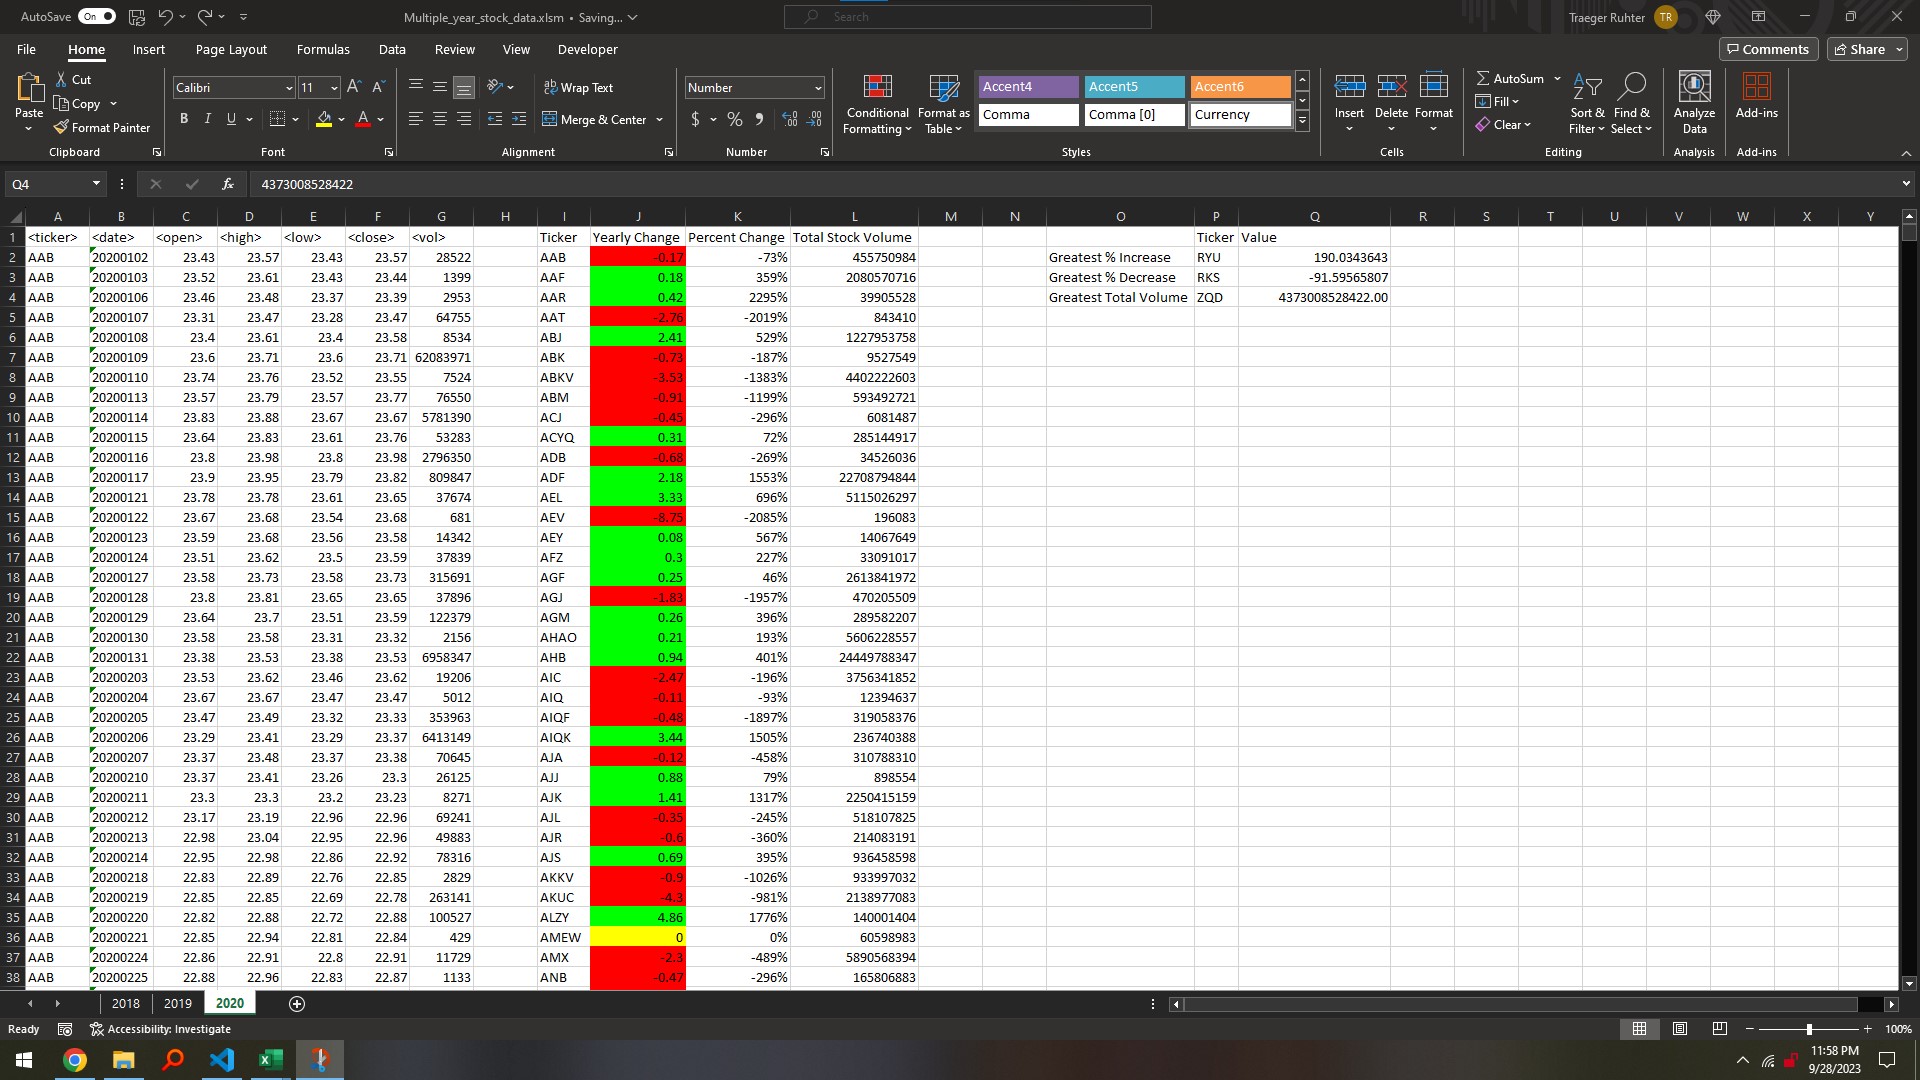 AutoSave On Multiple_year_stock_data.xlsm • Saving... Search Traeger Ruhter TR
File Home Insert Page Layout Formulas Data Review View Developer Comments Share
Paste Cut Copy Format Painter Clipboard
Calibri 11 A A B I U A Font
ab Wrap Text Merge & Center Alignment
Number $ % Number
Conditional Formatting Format as Table Accent4 Accent5 Accent6 Comma Comma [0] Currency Styles
Insert Delete Format Cells
AutoSum Fill Clear Sort & Filter Find & Select Editing
Analyze Data Analysis
Add-ins Add-ins
Q4 fx 4373008528422
A B C D E F G H I J K L M N O P Q R S T U V W X Y
1 <ticker> <date> <open> <high> <low> <close> <vol> Ticker Yearly Change Percent Change Total Stock Volume Ticker Value
2 AAB 20200102 23.43 23.57 23.43 23.57 28522 AAB -0.17 -73% 455750984 Greatest % Increase RYU 190.0343643
3 AAB 20200103 23.52 23.61 23.43 23.44 1399 AAF 0.18 359% 2080570716 Greatest % Decrease RKS -91.59565807
4 AAB 20200106 23.46 23.48 23.37 23.39 2953 AAR 0.42 2295% 39905528 Greatest Total Volume ZQD 4373008528422.00
5 AAB 20200107 23.31 23.47 23.28 23.47 64755 AAT -2.76 -2019% 843410
6 AAB 20200108 23.4 23.61 23.4 23.58 8534 ABJ 2.41 529% 1227953758
7 AAB 20200109 23.6 23.71 23.6 23.71 62083971 ABK -0.73 -187% 9527549
8 AAB 20200110 23.74 23.76 23.52 23.55 7524 ABKV -3.53 -1383% 4402222603
9 AAB 20200113 23.57 23.79 23.57 23.77 76550 ABM -0.91 -1199% 593492721
10 AAB 20200114 23.83 23.88 23.67 23.67 5781390 ACJ -0.45 -296% 6081487
11 AAB 20200115 23.64 23.83 23.61 23.76 53283 ACYQ 0.31 72% 285144917
12 AAB 20200116 23.8 23.98 23.8 23.98 2796350 ADB -0.68 -269% 34526036
13 AAB 20200117 23.9 23.95 23.79 23.82 809847 ADF 2.18 1553% 22708794844
14 AAB 20200121 23.78 23.78 23.61 23.65 37674 AEL 3.33 696% 5115026297
15 AAB 20200122 23.67 23.68 23.54 23.68 681 AEV -8.75 -2085% 196083
16 AAB 20200123 23.59 23.68 23.56 23.58 14342 AEY 0.08 567% 14067649
17 AAB 20200124 23.51 23.62 23.5 23.59 37839 AFZ 0.3 227% 33091017
18 AAB 20200127 23.58 23.73 23.58 23.73 315691 AGF 0.25 46% 2613841972
19 AAB 20200128 23.8 23.81 23.65 23.65 37896 AGJ -1.83 -1957% 470205509
20 AAB 20200129 23.64 23.7 23.51 23.59 122379 AGM 0.26 396% 289582207
21 AAB 20200130 23.58 23.58 23.31 23.32 2156 AHAO 0.21 193% 5606228557
22 AAB 20200131 23.38 23.53 23.38 23.53 6958347 AHB 0.94 401% 24449788347
23 AAB 20200203 23.53 23.62 23.46 23.62 19206 AIC -2.47 -196% 3756341852
24 AAB 20200204 23.67 23.67 23.47 23.47 5012 AIQ -0.11 -93% 12394637
25 AAB 20200205 23.47 23.49 23.32 23.33 353963 AIQF -0.48 -1897% 319058376
26 AAB 20200206 23.29 23.41 23.29 23.37 6413149 AIQK 3.44 1505% 236740388
27 AAB 20200207 23.37 23.48 23.37 23.38 70645 AJA -0.12 -458% 310788310
28 AAB 20200210 23.37 23.41 23.26 23.3 26125 AJJ 0.88 79% 898554
29 AAB 20200211 23.3 23.3 23.2 23.23 8271 AJK 1.41 1317% 2250415159
30 AAB 20200212 23.17 23.19 22.96 22.96 69241 AJL -0.35 -245% 518107825
31 AAB 20200213 22.98 23.04 22.95 22.96 49883 AJR -0.6 -360% 214083191
32 AAB 20200214 22.95 22.98 22.86 22.92 78316 AJS 0.69 395% 936458598
33 AAB 20200218 22.83 22.89 22.76 22.85 2829 AKKV -0.9 -1026% 933997032
34 AAB 20200219 22.85 22.85 22.69 22.78 263141 AKUC -4.3 -981% 2138977083
35 AAB 20200220 22.82 22.88 22.72 22.88 100527 ALZY 4.86 1776% 140001404
36 AAB 20200221 22.85 22.94 22.81 22.84 429 AMEW 0 0% 60598983
37 AAB 20200224 22.86 22.91 22.8 22.91 11729 AMX -2.3 -489% 5890568394
38 AAB 20200225 22.88 22.96 22.83 22.87 1133 ANB -0.47 -296% 165806883
2018 2019 2020
Ready Accessibility: Investigate 100%
11:58 PM
9/28/2023